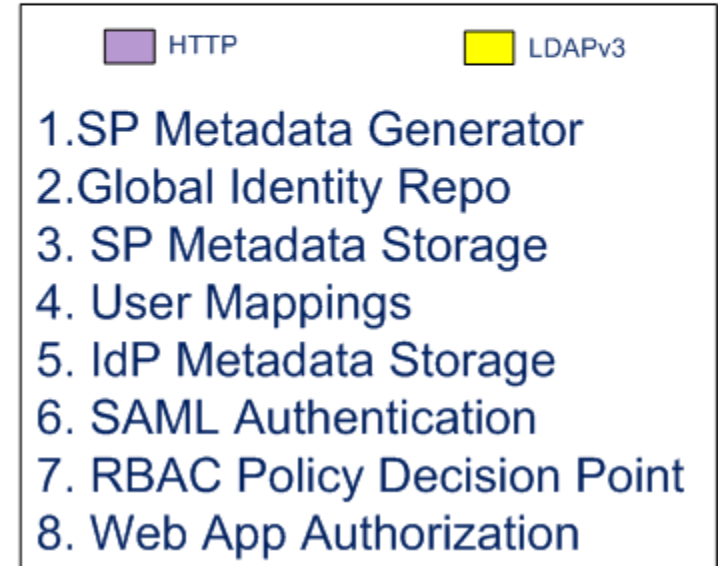 HTTP LDAPv3
1.SP Metadata Generator
2.Global Identity Repo
3. SP Metadata Storage
4. User Mappings
5. IdP Metadata Storage
6. SAML Authentication
7. RBAC Policy Decision Point
8. Web App Authorization